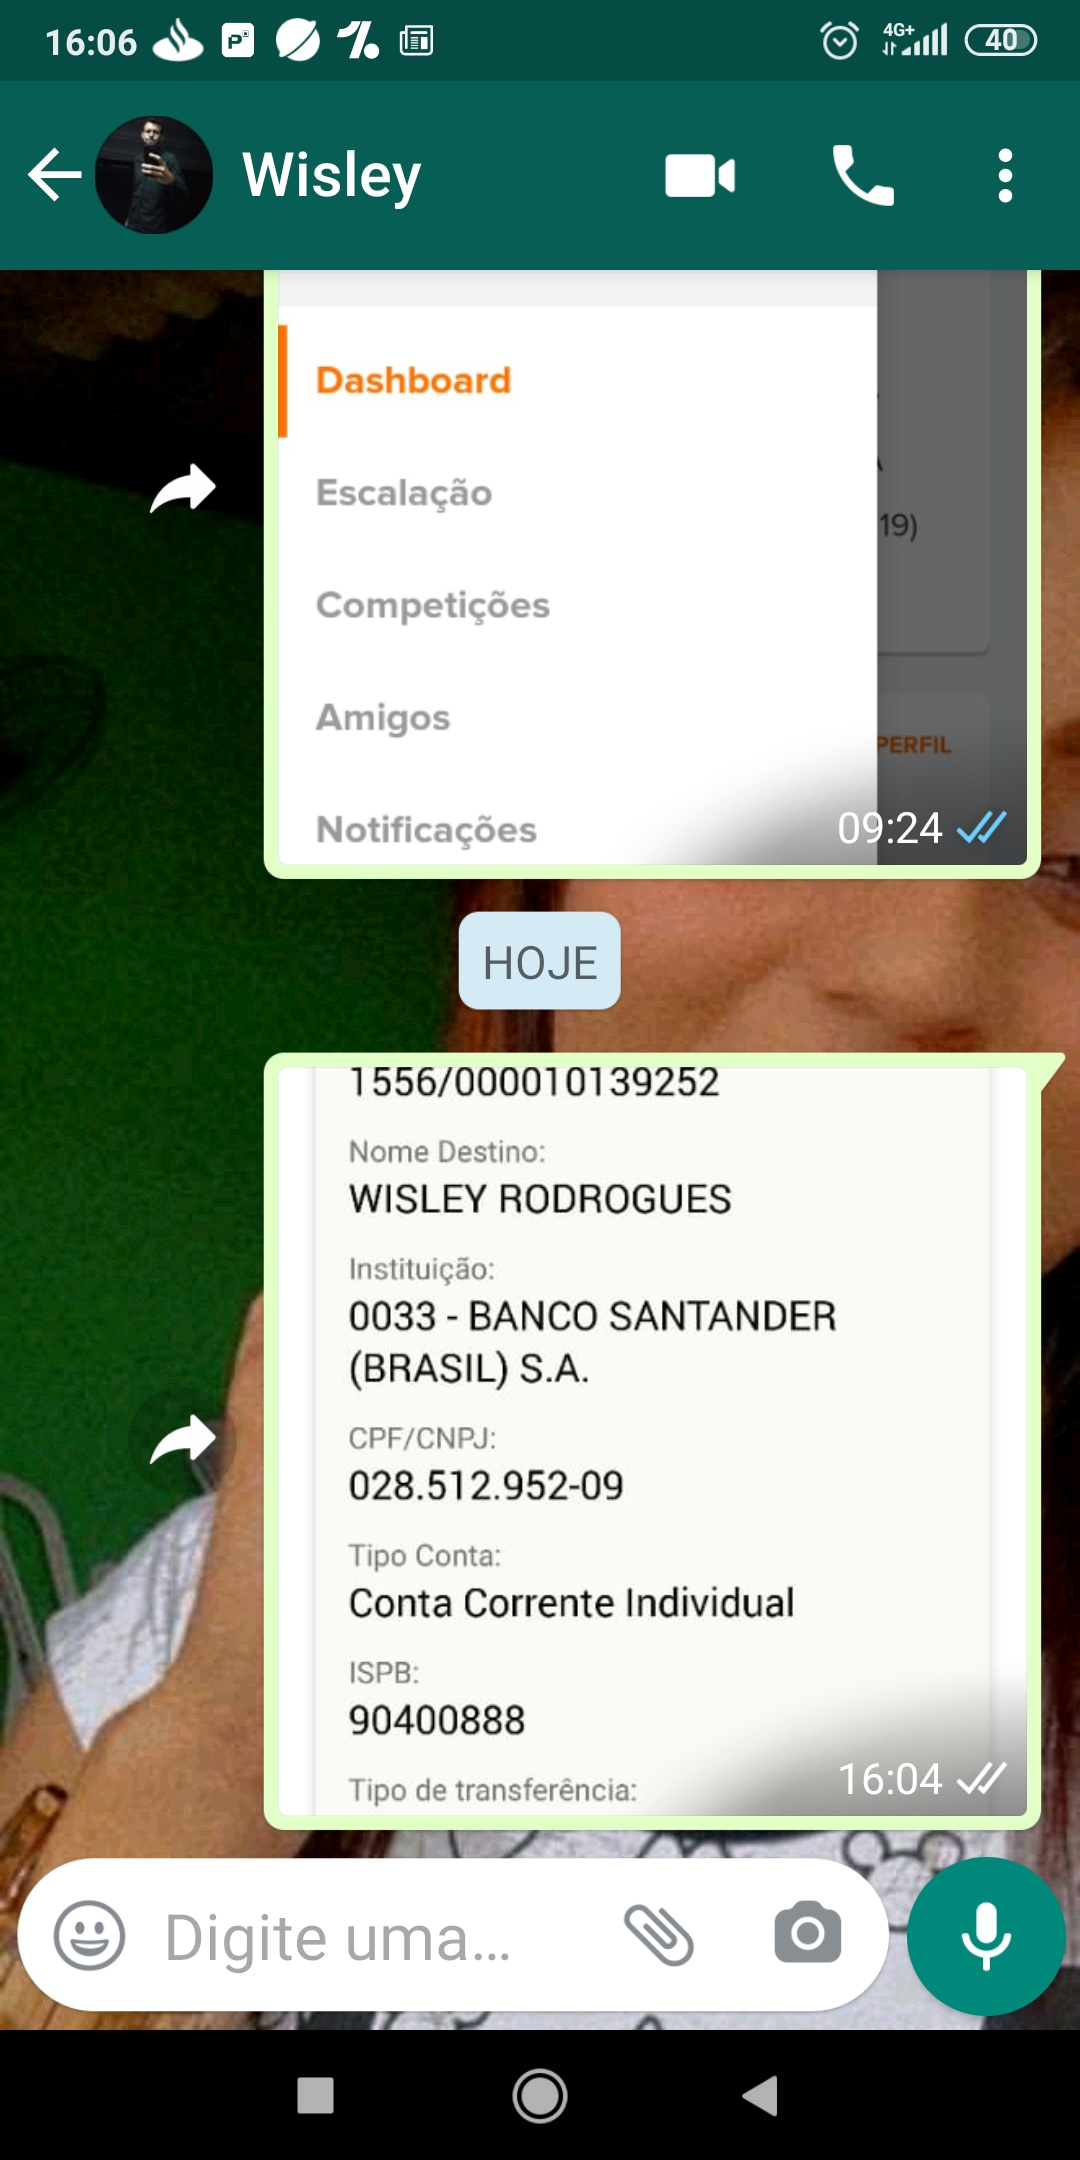 16:06
4G+
40
Wisley
Dashboard
Escalação
19)
Competições
Amigos
PERFIL
Notificações
09:24
HOJE
1556/000010139252
Nome Destino:
WISLEY RODROGUES
Instituição:
0033 - BANCO SANTANDER
(BRASIL) S.A.
CPF/CNPJ:
028.512.952-09
Tipo Conta:
Conta Corrente Individual
ISPB:
90400888
Tipo de transferência:
16:04
Digite uma...